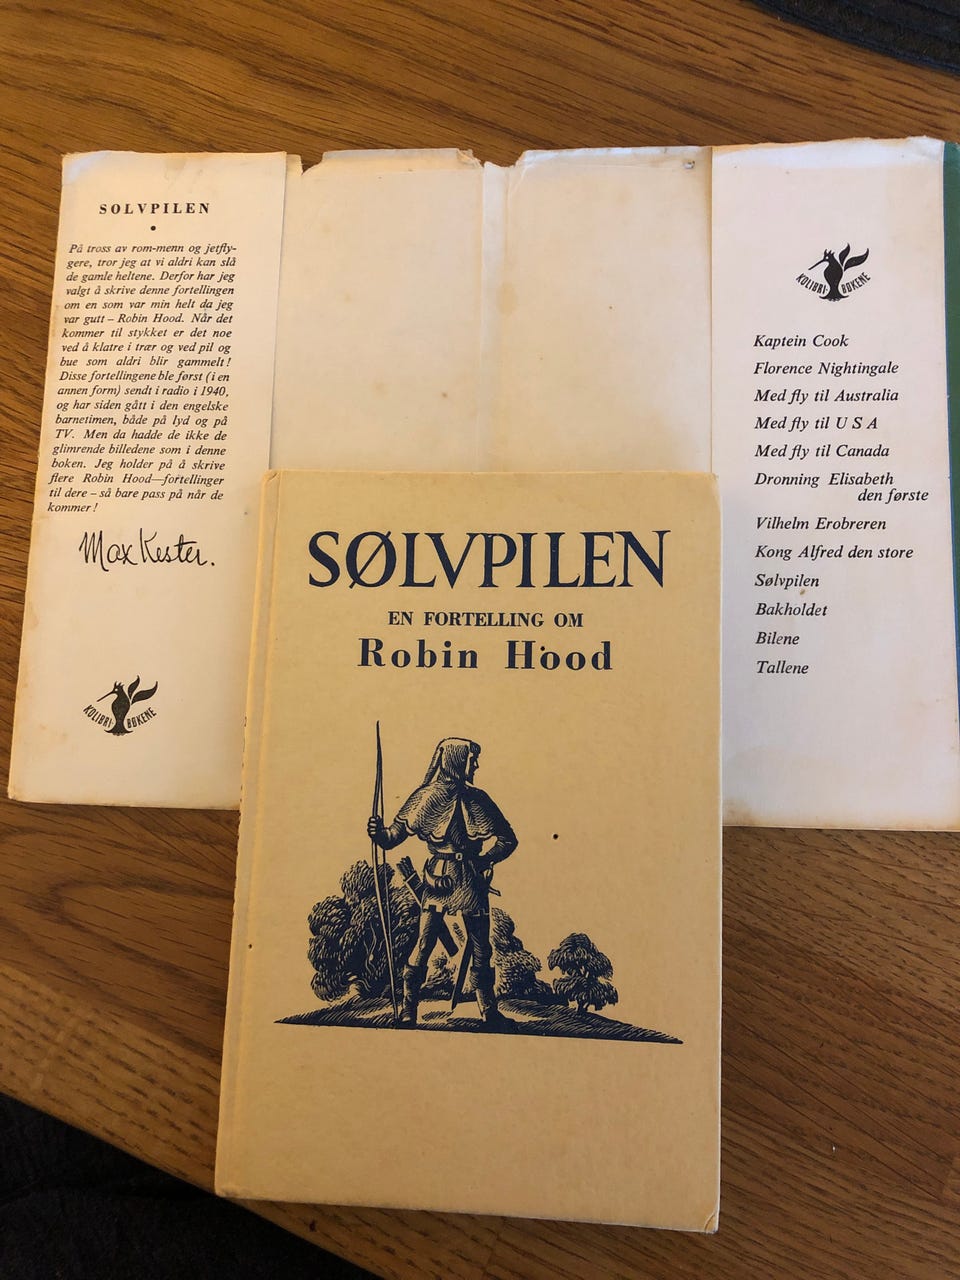 SØLVPILEN
På tross av rom-menn og jetfly-
gere, tror jeg at vi aldri kan slå
de gamle heltene. Derfor har jeg
valgt å skrive denne fortellingen
om en som var min helt da jeg
var gutt – Robin Hood. Når det
kommer til stykket er det noe
ved å klatre i trær og ved pil og
bue som aldri blir gammelt!
Disse fortellingene ble først (i en
annen form) sendt i radio i 1940,
og har siden gått i den engelske
barnetimen, både på lyd og på
TV. Men da hadde de ikke de
glimrende billedene som i denne
boken. Jeg holder på å skrive
flere Robin Hood—fortellinger
til dere – så bare pass på når de
kommer!
Max Kester.
KOLIBRI-BØKENE
KOLIBRI-BØKENE
Kaptein Cook
Florence Nightingale
Med fly til Australia
Med fly til U S A
Med fly til Canada
Dronning Elisabeth
den første
Vilhelm Erobreren
Kong Alfred den store
Sølvpilen
Bakholdet
Bilene
Tallene
SØLVPILEN
EN FORTELLING OM
Robin Hood